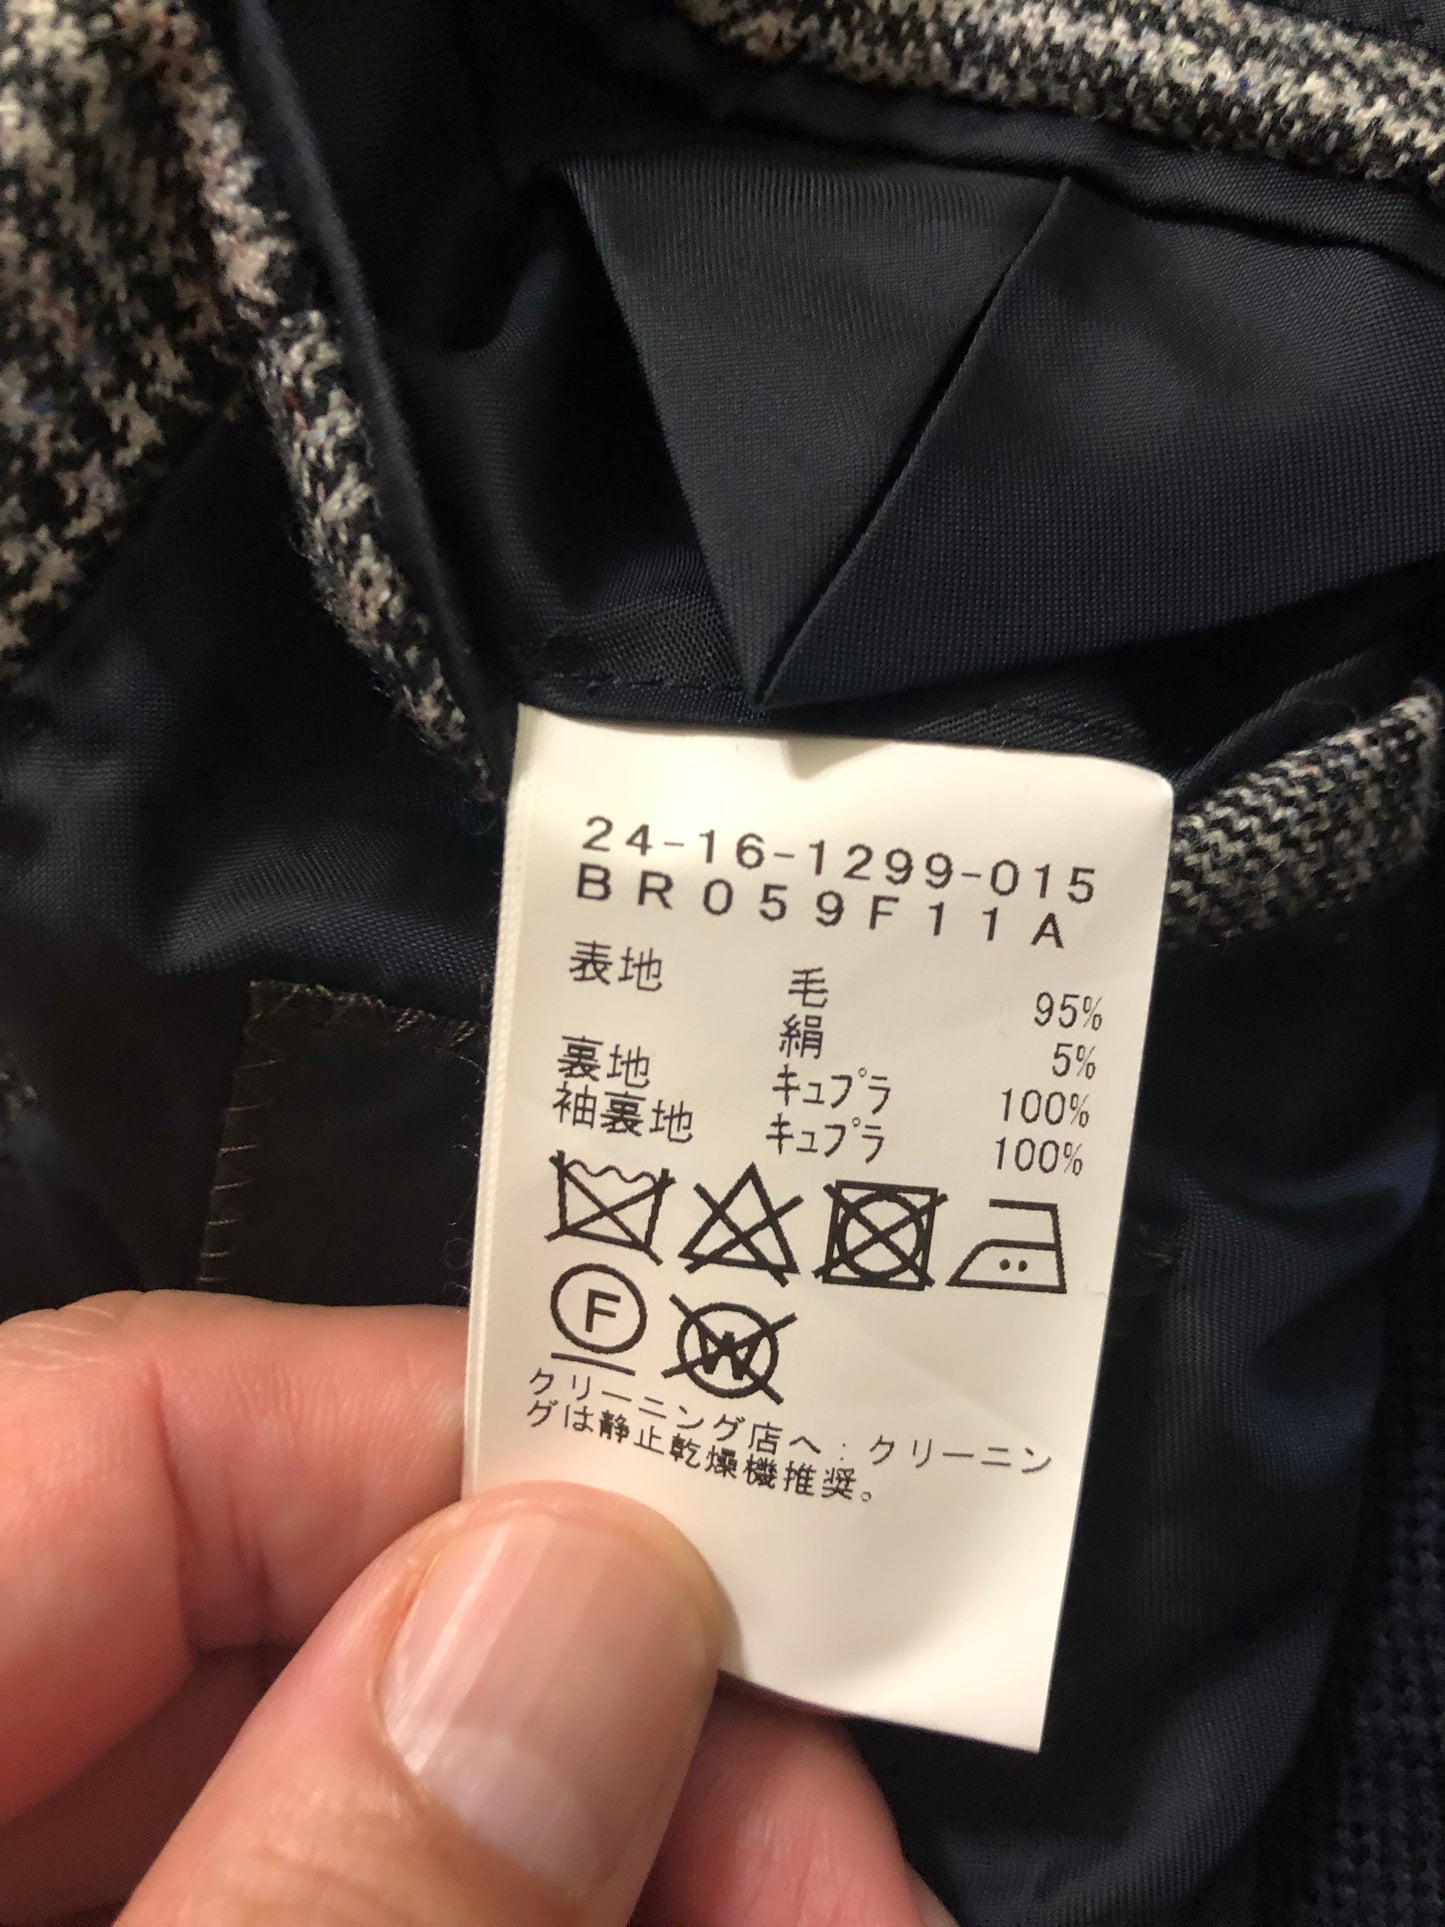 24-16-1299-015
BR059F11A
表地 毛 95%
絹 5%
裏地 キュプラ 100%
袖裏地 キュプラ 100%
F W
クリーニング店へ:クリーニン
グは静止乾燥機推奨。